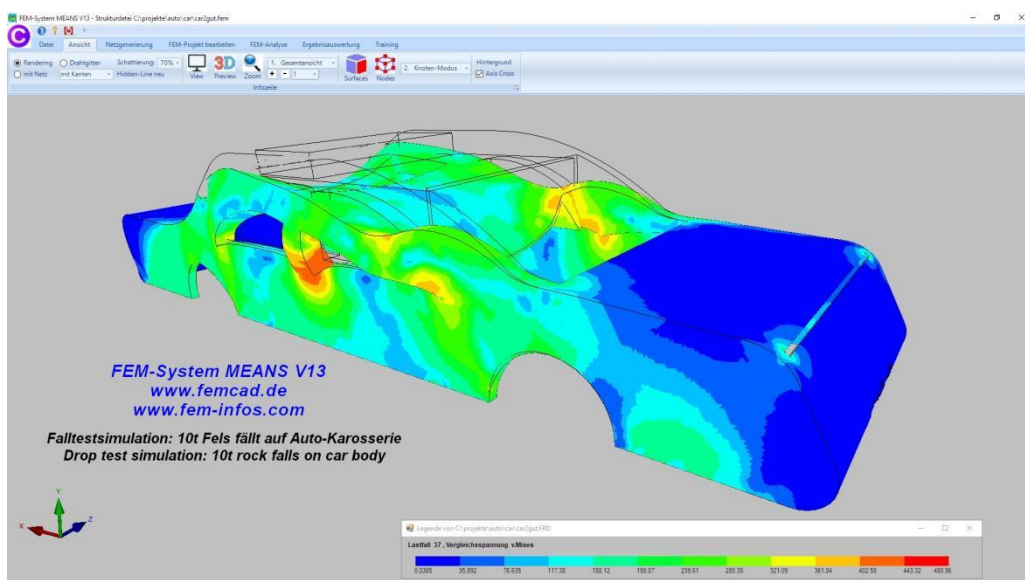 FEM-System MEANS V13 - Strukturdatei C:\projekte\auto\car\car2gut.fem
Datei Ansicht Netzgenerierung FEM-Projekt bearbeiten FEM-Analyse Ergebnisauswertung Training
Rendering Drahtgitter Schattierung: 70% 1. Gesamtansicht Hintergrund
mit Netz mit Kanten Hidden-Line neu View 3D Preview Zoom + - 1 Surfaces Nodes 2. Knoten-Modus Axis Cross
Infozeile
FEM-System MEANS V13
www.femcad.de
www.fem-infos.com
Falltestsimulation: 10t Fels fällt auf Auto-Karosserie
Drop test simulation: 10t rock falls on car body
Y
X
Z
Legende von C:\projekte\auto\car\car2gut.FRD
Lastfall 37 , Vergleichsspannung v.Mises
0.0305 35.892 76.635 117.38 158.12 198.87 239.61 280.35 321.09 361.84 402.58 443.32